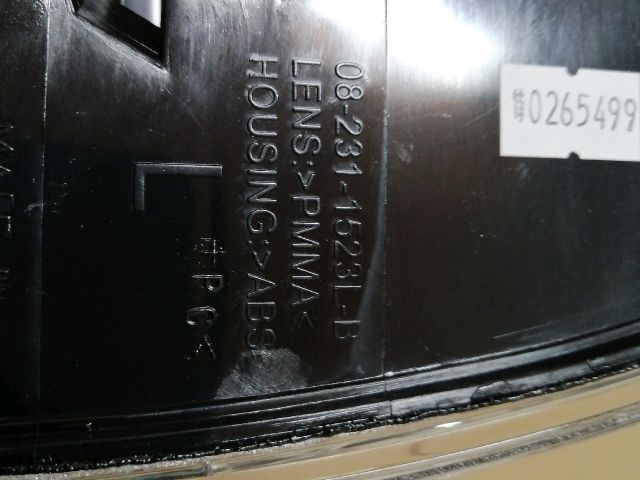 08-231-1523L-B
LENS:>PMMA<
HOUSING:>ABS
+PC<
L
0265499